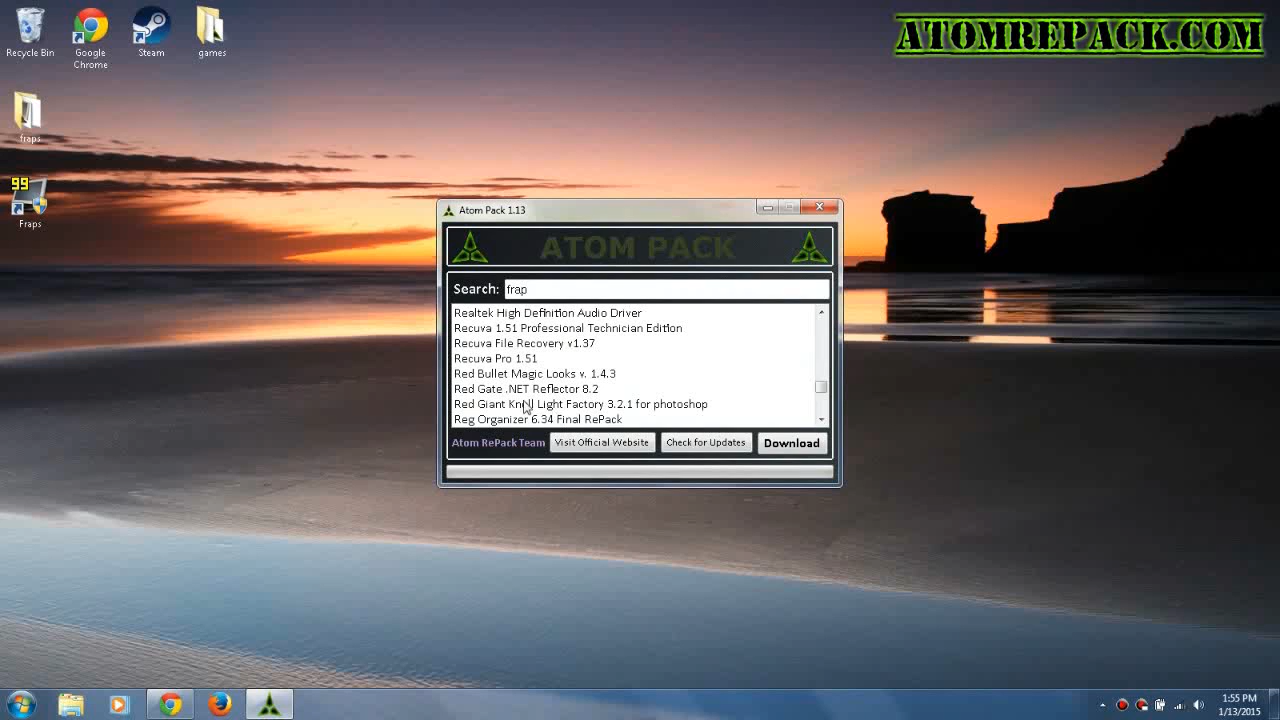 ATOMREPACK.COM
Recycle Bin
Google Chrome
Steam
games
fraps
99
Fraps
Atom Pack 1.13
ATOM PACK
Search: frap
Realtek High Definition Audio Driver
Recuva 1.51 Professional Technician Edition
Recuva File Recovery v1.37
Recuva Pro 1.51
Red Bullet Magic Looks v. 1.4.3
Red Gate .NET Reflector 8.2
Red Giant Knoll Light Factory 3.2.1 for photoshop
Reg Organizer 6.34 Final RePack
Atom RePack Team Visit Official Website Check for Updates Download
1:55 PM
1/13/2015